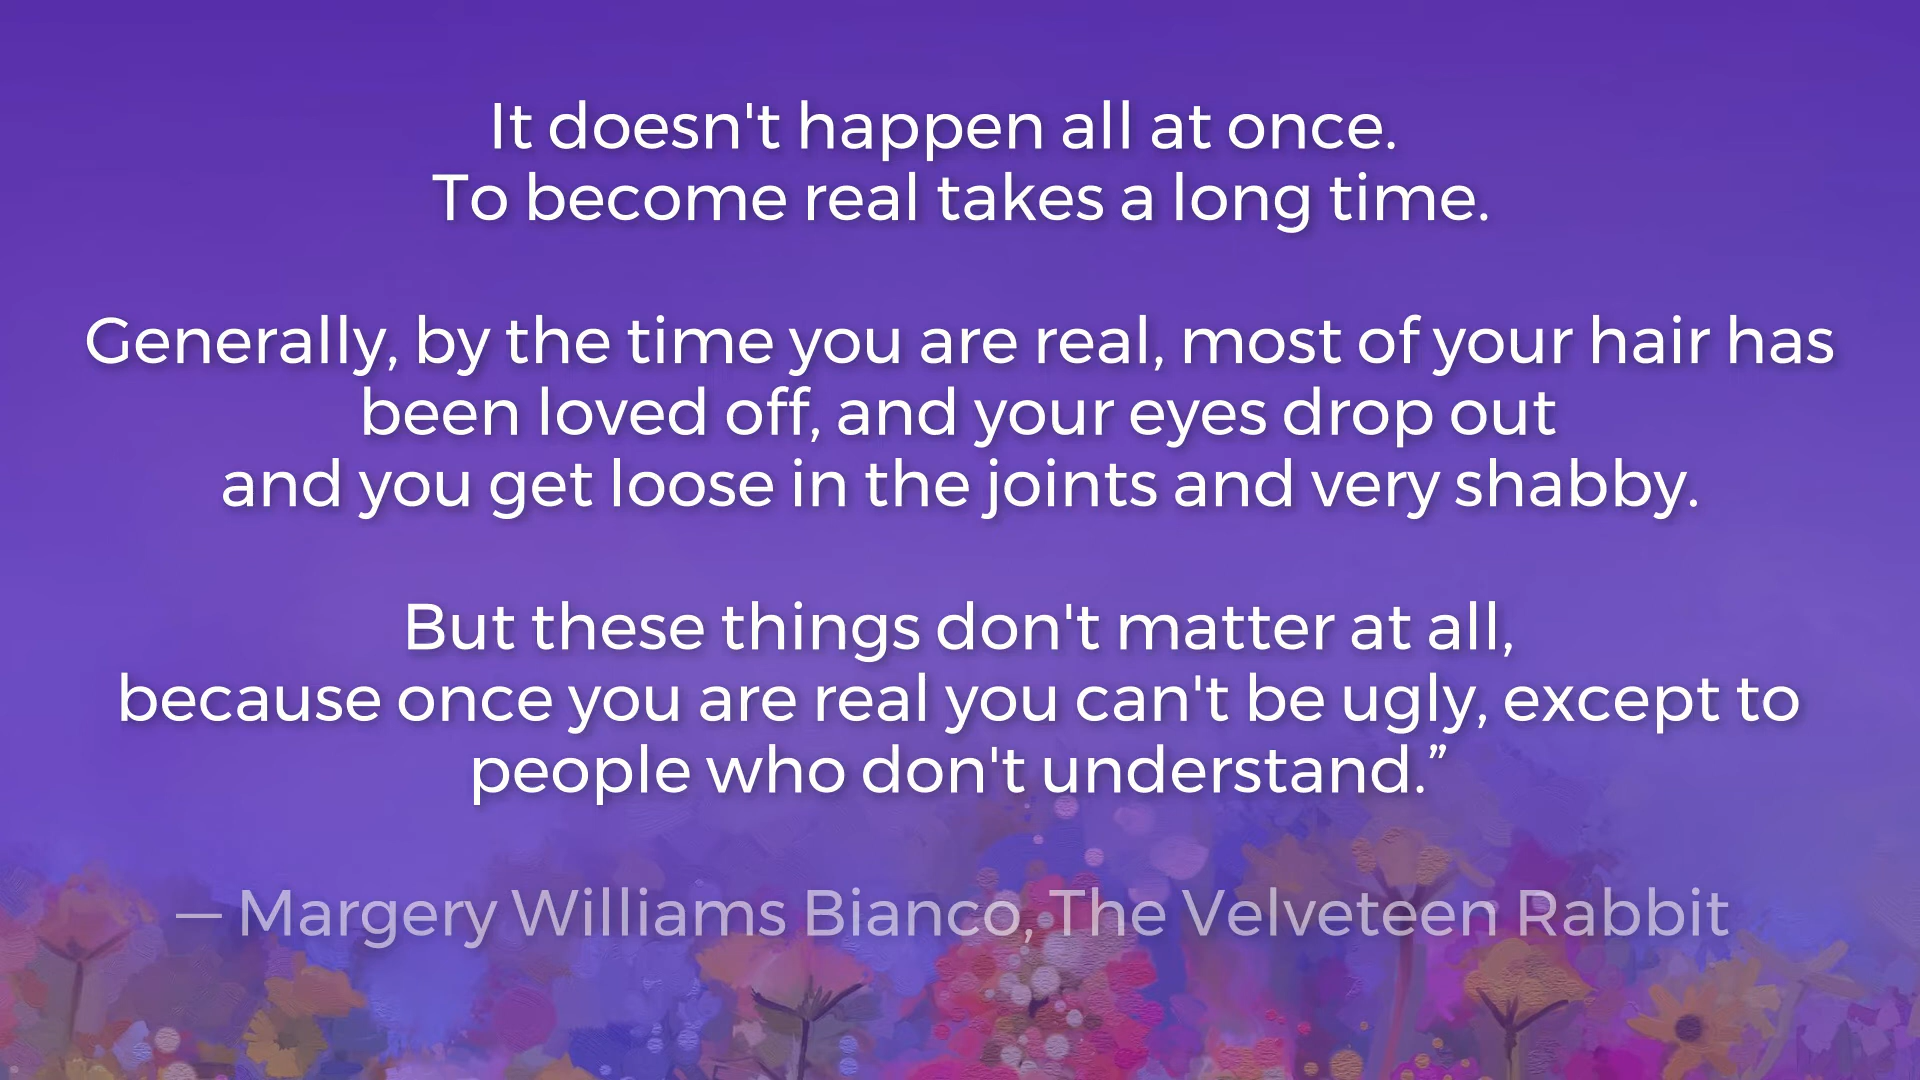 It doesn't happen all at once.
To become real takes a long time.
Generally, by the time you are real, most of your hair has
been loved off, and your eyes drop out
and you get loose in the joints and very shabby.
But these things don't matter at all,
because once you are real you can't be ugly, except to
people who don't understand.”
— Margery Williams Bianco, The Velveteen Rabbit